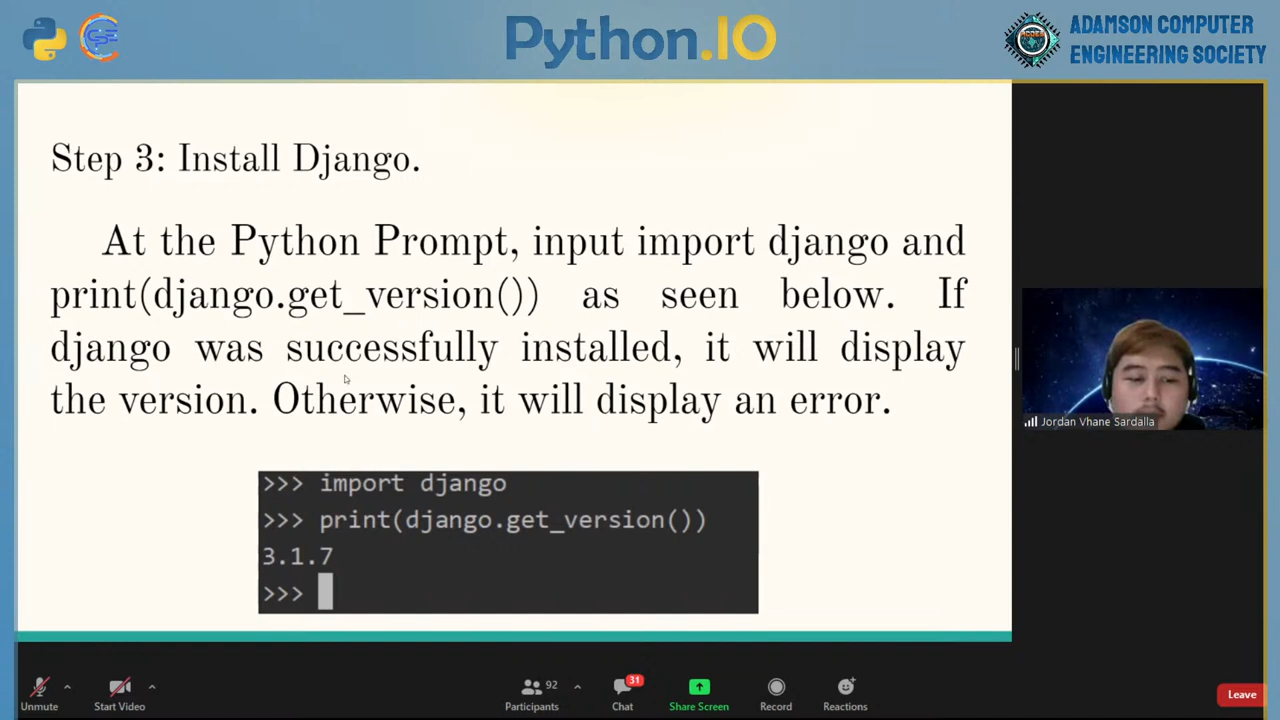 Python.IO
ADAMSON COMPUTER
ENGINEERING SOCIETY
Step 3: Install Django.
At the Python Prompt, input import django and
print(django.get_version()) as seen below. If
django was successfully installed, it will display
the version. Otherwise, it will display an error.
>>> import django
>>> print(django.get_version())
3.1.7
>>>
Jordan Vhane Sardalla
Unmute
Start Video
92
Participants
31
Chat
Share Screen
Record
Reactions
Leave